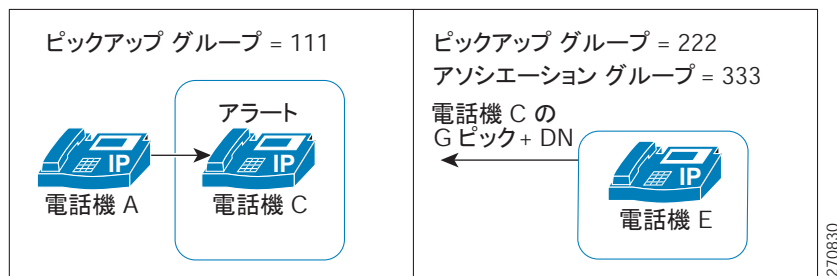 ピックアップ グループ = 111
アラート
IP
IP
電話機 A
電話機 C
ピックアップ グループ = 222
アソシエーション グループ = 333
電話機 C の
G ピック + DN
IP
電話機 E
270830